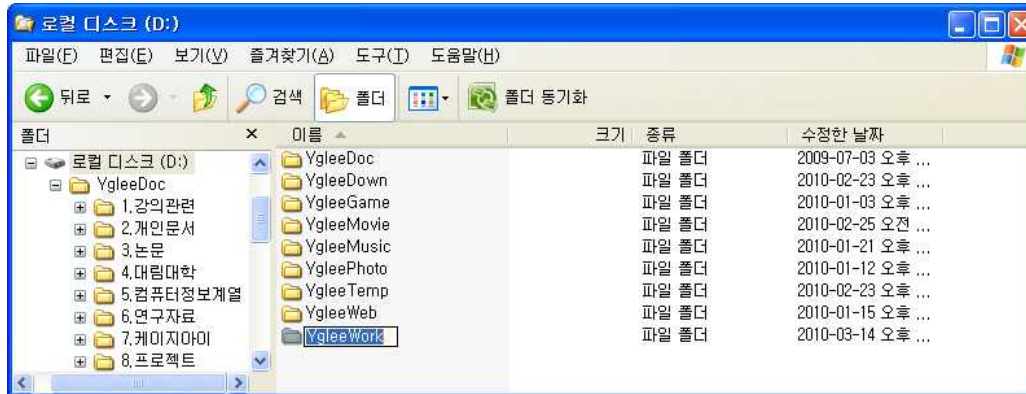 로컬 디스크 (D:)
파일(F) 편집(E) 보기(V) 즐겨찾기(A) 도구(T) 도움말(H)
뒤로 검색 폴더 폴더 동기화
폴더 이름 크기 종류 수정한 날짜
로컬 디스크 (D:)
YgleeDoc
1.강의관련
2.개인문서
3.논문
4.대림대학
5.컴퓨터정보계열
6.연구자료
7.케이지아이
8.프로젝트
YgleeDoc 파일 폴더 2009-07-03 오후 ...
YgleeDown 파일 폴더 2010-02-23 오후 ...
YgleeGame 파일 폴더 2010-01-03 오후 ...
YgleeMovie 파일 폴더 2010-02-25 오전 ...
YgleeMusic 파일 폴더 2010-01-21 오후 ...
YgleePhoto 파일 폴더 2010-01-12 오후 ...
YgleeTemp 파일 폴더 2010-02-23 오후 ...
YgleeWeb 파일 폴더 2010-01-15 오후 ...
YgleeWork 파일 폴더 2010-03-14 오후 ...